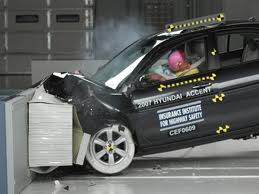 2007 HYUNDAI ACCENT
INSURANCE INSTITUTE
FOR HIGHWAY SAFETY
CEF0609